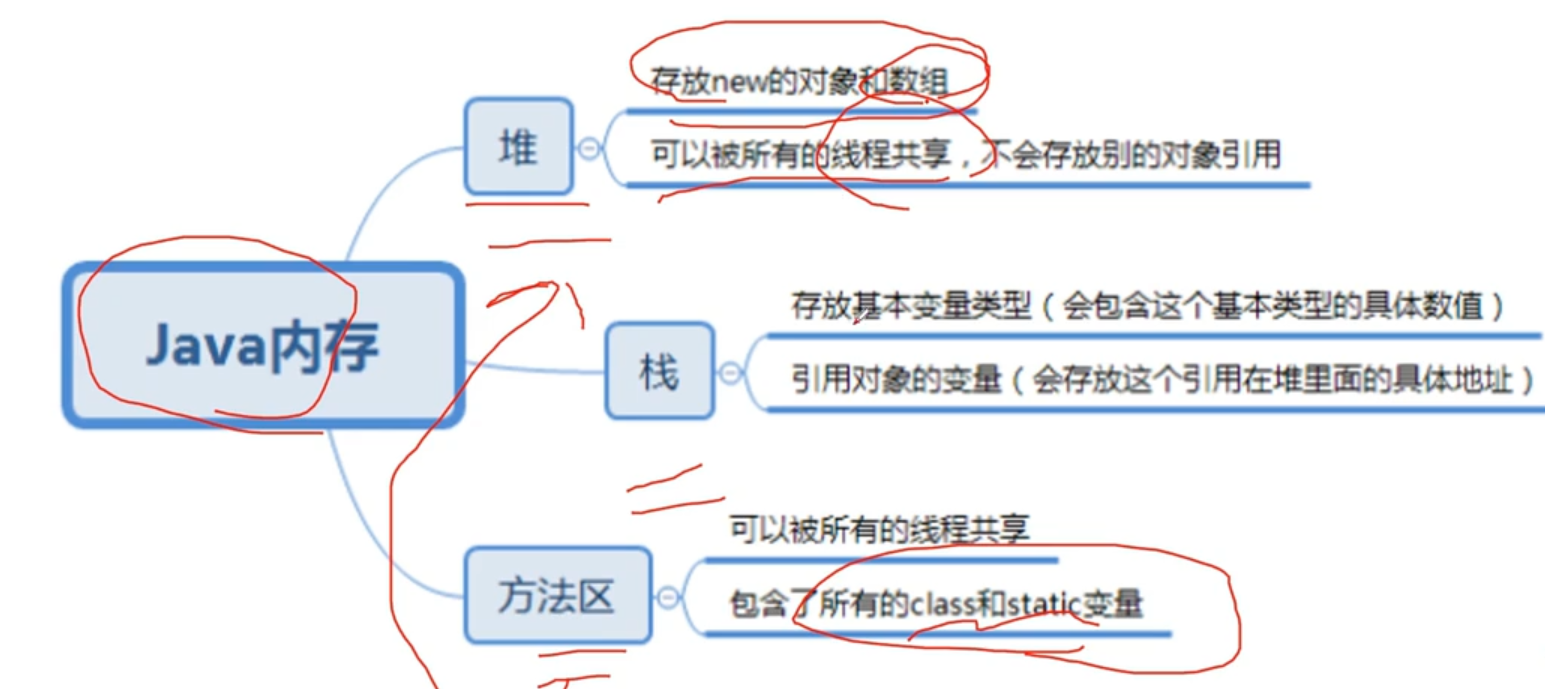 存放new的对象和数组
堆
可以被所有的线程共享，不会存放别的对象引用
Java内存
存放基本变量类型（会包含这个基本类型的具体数值）
栈
引用对象的变量（会存放这个引用在堆里面的具体地址）
可以被所有的线程共享
方法区
包含了所有的class和static变量